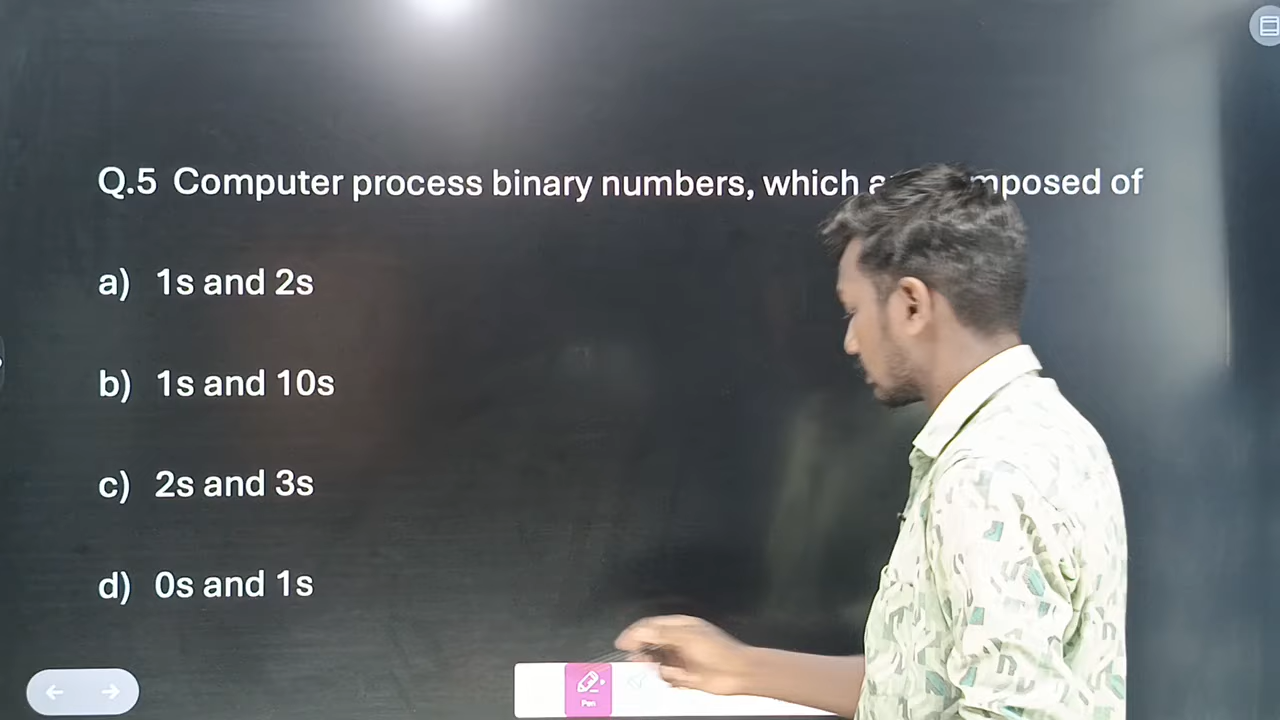 Q.5 Computer process binary numbers, which of
a) 1s and 2s
b) 1s and 10s
c) 2s and 3s
d) 0s and 1s
Pen